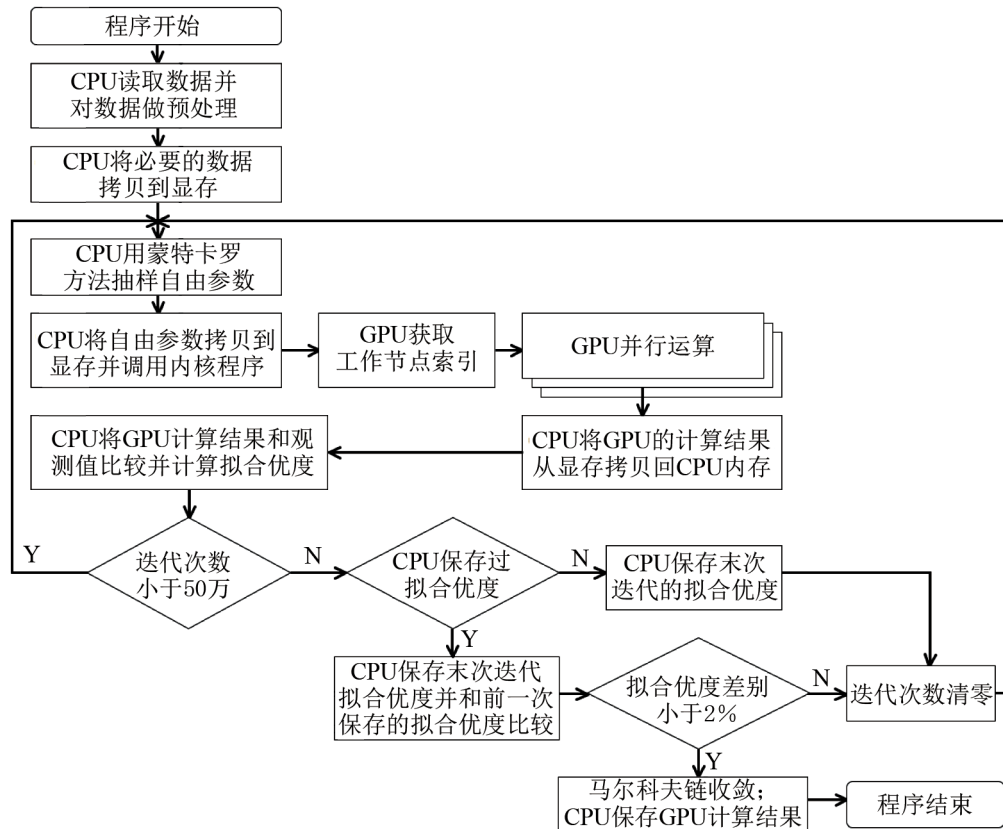 程序开始
CPU读取数据并
对数据做预处理
CPU将必要的数据
拷贝到显存
CPU用蒙特卡罗
方法抽样自由参数
CPU将自由参数拷贝到
显存并调用内核程序
GPU获取
工作节点索引
GPU并行运算
CPU将GPU的计算结果
从显存拷贝回CPU内存
CPU将GPU计算结果和观
测值比较并计算拟合优度
Y
迭代次数
小于50万
N
CPU保存过
拟合优度
N
CPU保存末次
迭代的拟合优度
Y
CPU保存末次迭代
拟合优度并和前一次
保存的拟合优度比较
拟合优度差别
小于2%
N
迭代次数清零
Y
马尔科夫链收敛；
CPU保存GPU计算结果
程序结束